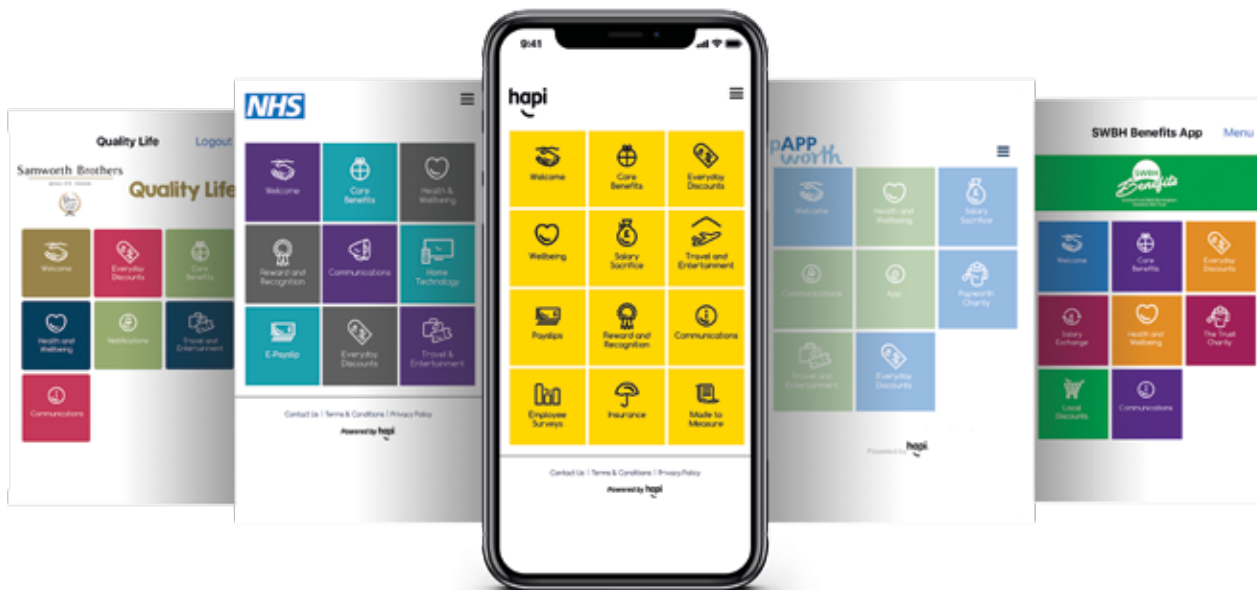 Quality Life
Logout
Samworth Brothers
Quality Life
Welcome
Everyday
Discounts
Care
Benefits
Health and
Wellbeing
Notifications
Travel and
Entertainment
Communications
NHS
Welcome
Care
Benefits
Health &
Wellbeing
Reward and
Recognition
Communications
Home
Technology
E-Payslip
Everyday
Discounts
Travel &
Entertainment
Contact Us | Terms & Conditions | Privacy Policy
Powered by hapi
9:41
hapi
Welcome
Care
Benefits
Everyday
Discounts
Wellbeing
Salary
Sacrifice
Travel and
Entertainment
Payslips
Reward and
Recognition
Communications
Employee
Surveys
Insurance
Made to
Measure
Contact Us | Terms & Conditions | Privacy Policy
Powered by hapi
pAPP
worth
Welcome
Health and
Wellbeing
Salary
Sacrifice
Communications
App
Papworth
Charity
Travel and
Entertainment
Everyday
Discounts
Powered by hapi
SWBH Benefits App
Menu
SWBH
Benefits
Welcome
Care
Benefits
Everyday
Discounts
Salary
Exchange
Health and
Wellbeing
The Trust
Charity
Local
Discounts
Communications